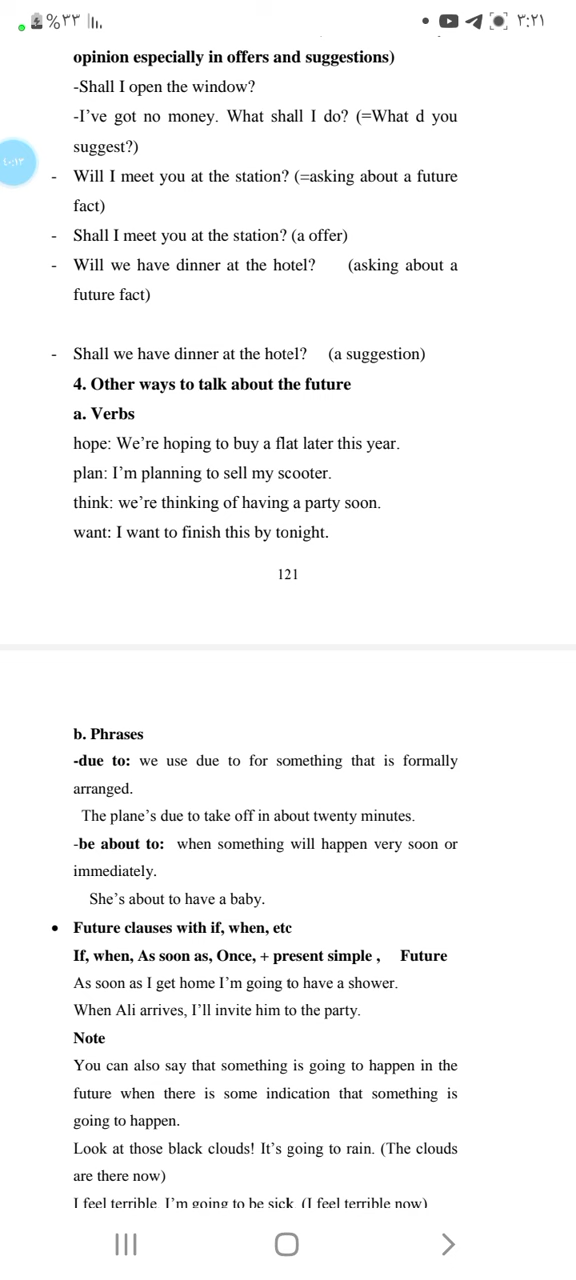 %٣٣ ٣:٢١
opinion especially in offers and suggestions)
-Shall I open the window?
-I’ve got no money. What shall I do? (=What d you
suggest?)
٤٠:١٣
- Will I meet you at the station? (=asking about a future
fact)
- Shall I meet you at the station? (a offer)
- Will we have dinner at the hotel? (asking about a
future fact)
- Shall we have dinner at the hotel? (a suggestion)
4. Other ways to talk about the future
a. Verbs
hope: We’re hoping to buy a flat later this year.
plan: I’m planning to sell my scooter.
think: we’re thinking of having a party soon.
want: I want to finish this by tonight.
121
b. Phrases
-due to: we use due to for something that is formally
arranged.
The plane’s due to take off in about twenty minutes.
-be about to: when something will happen very soon or
immediately.
She’s about to have a baby.
• Future clauses with if, when, etc
If, when, As soon as, Once, + present simple , Future
As soon as I get home I’m going to have a shower.
When Ali arrives, I’ll invite him to the party.
Note
You can also say that something is going to happen in the
future when there is some indication that something is
going to happen.
Look at those black clouds! It’s going to rain. (The clouds
are there now)
I feel terrible. I’m going to be sick. (I feel terrible now)